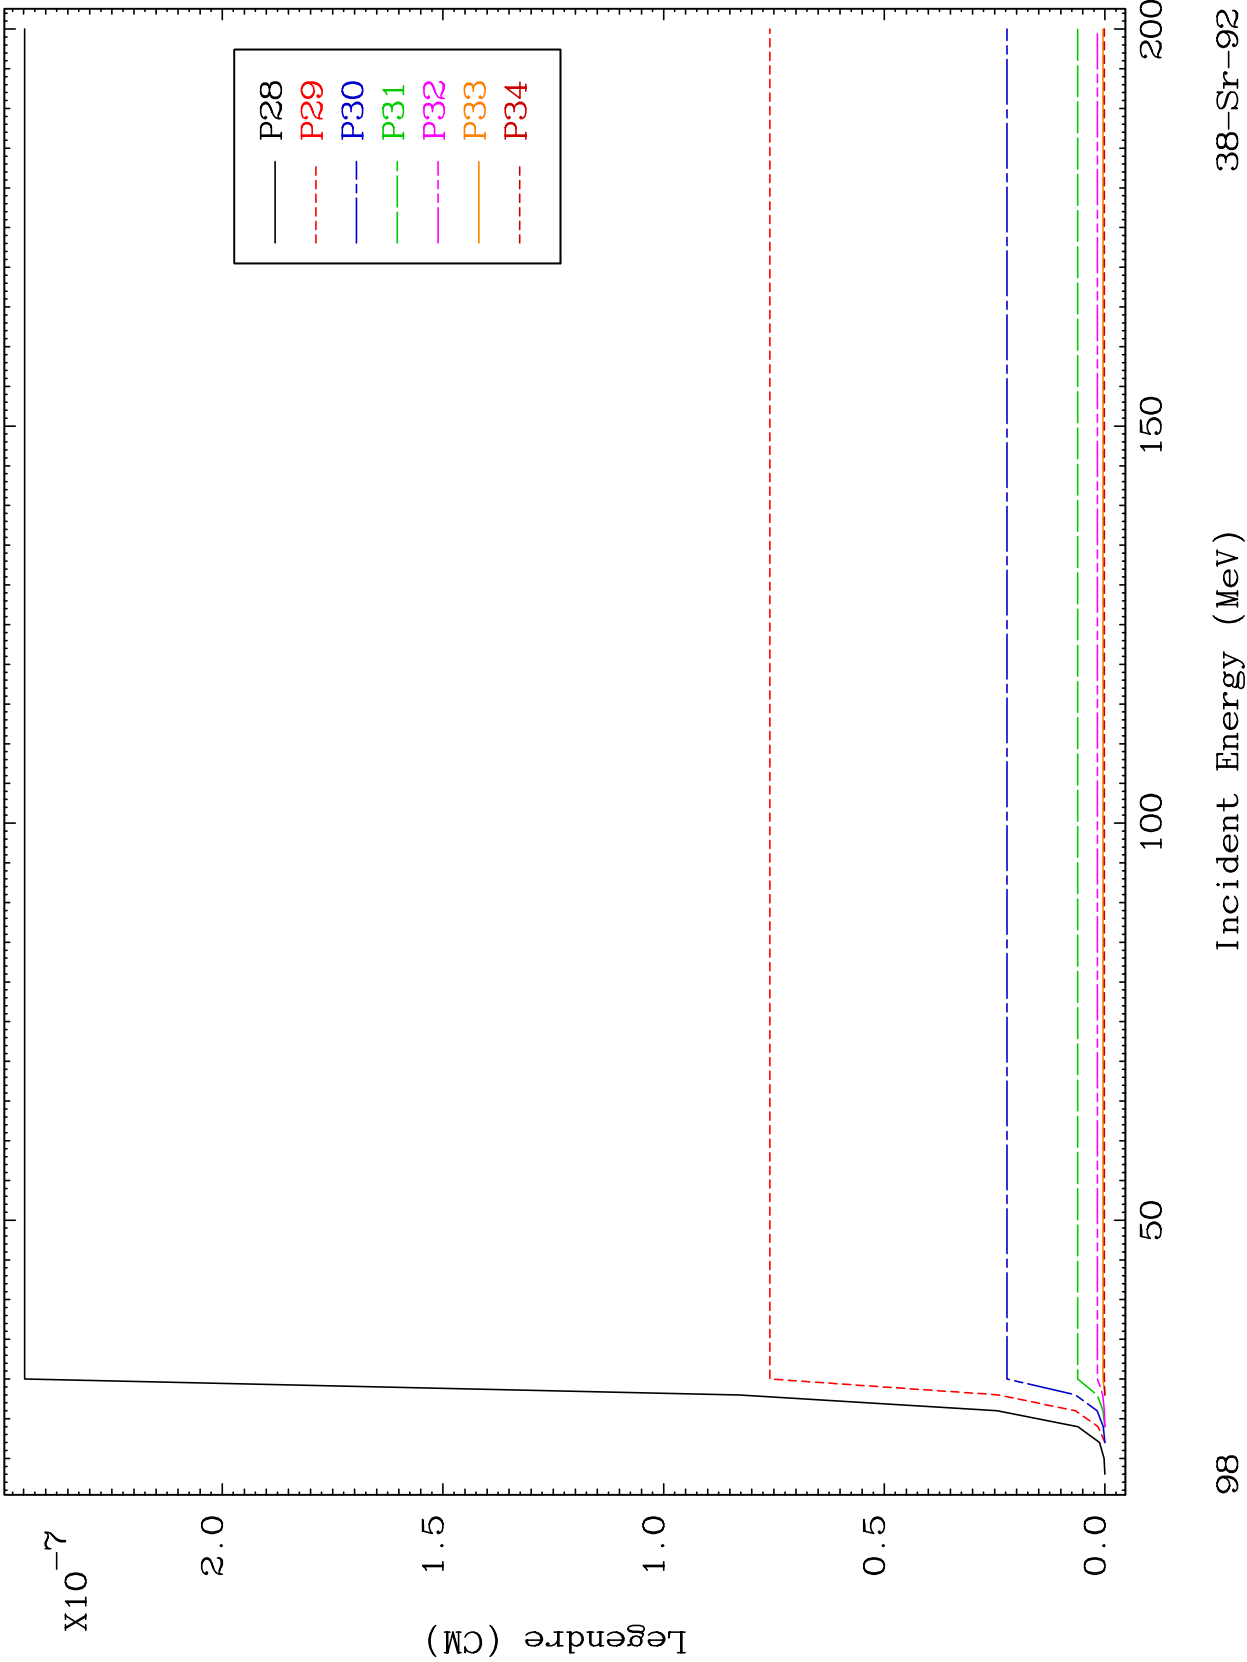 X10-7
2.0
1.5
1.0
0.5
0.0
Legendre (CM)
P28
P29
P30
P31
P32
P33
P34
50
100
150
200
98
Incident Energy (MeV)
38-Sr-92